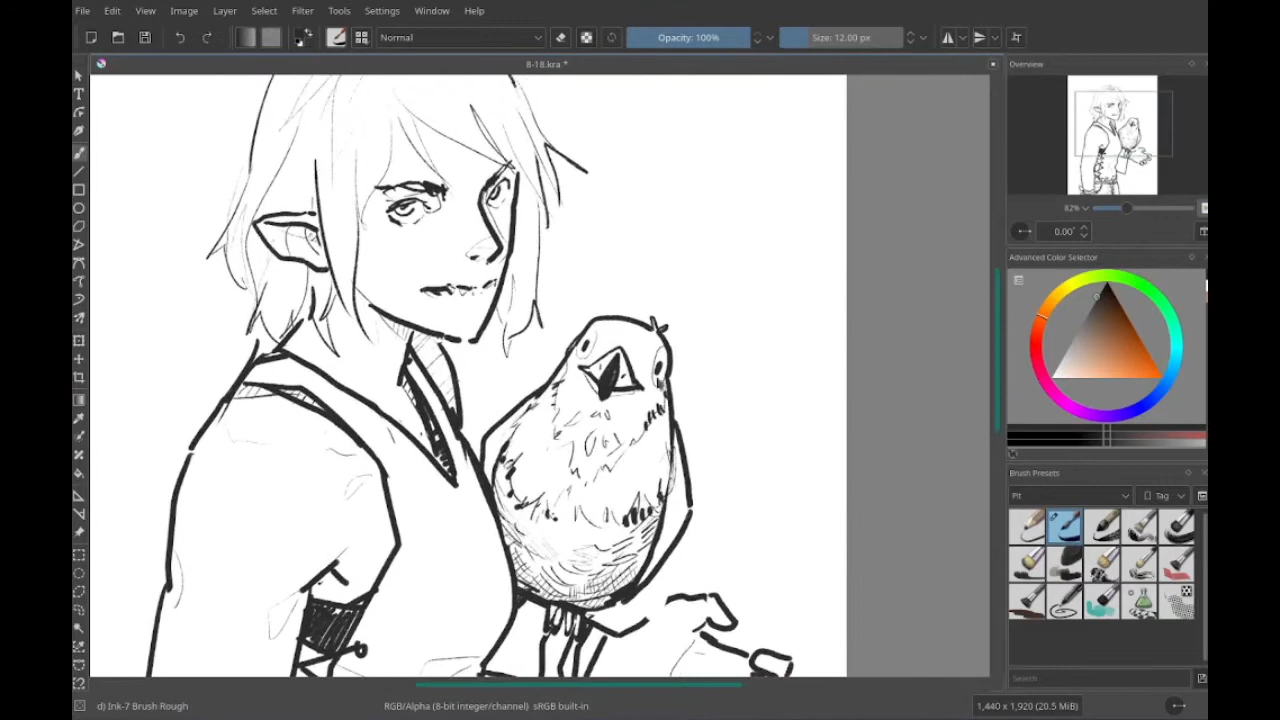 File Edit View Image Layer Select Filter Tools Settings Window Help
Normal Opacity: 100% Size: 12.00 px
8-18.kra *
Overview
82%
0.00°
Advanced Color Selector
Brush Presets
Pit Tag
Search
d) Ink-7 Brush Rough RGB/Alpha (8-bit integer/channel) sRGB built-in 1,440 x 1,920 (20.5 MiB)